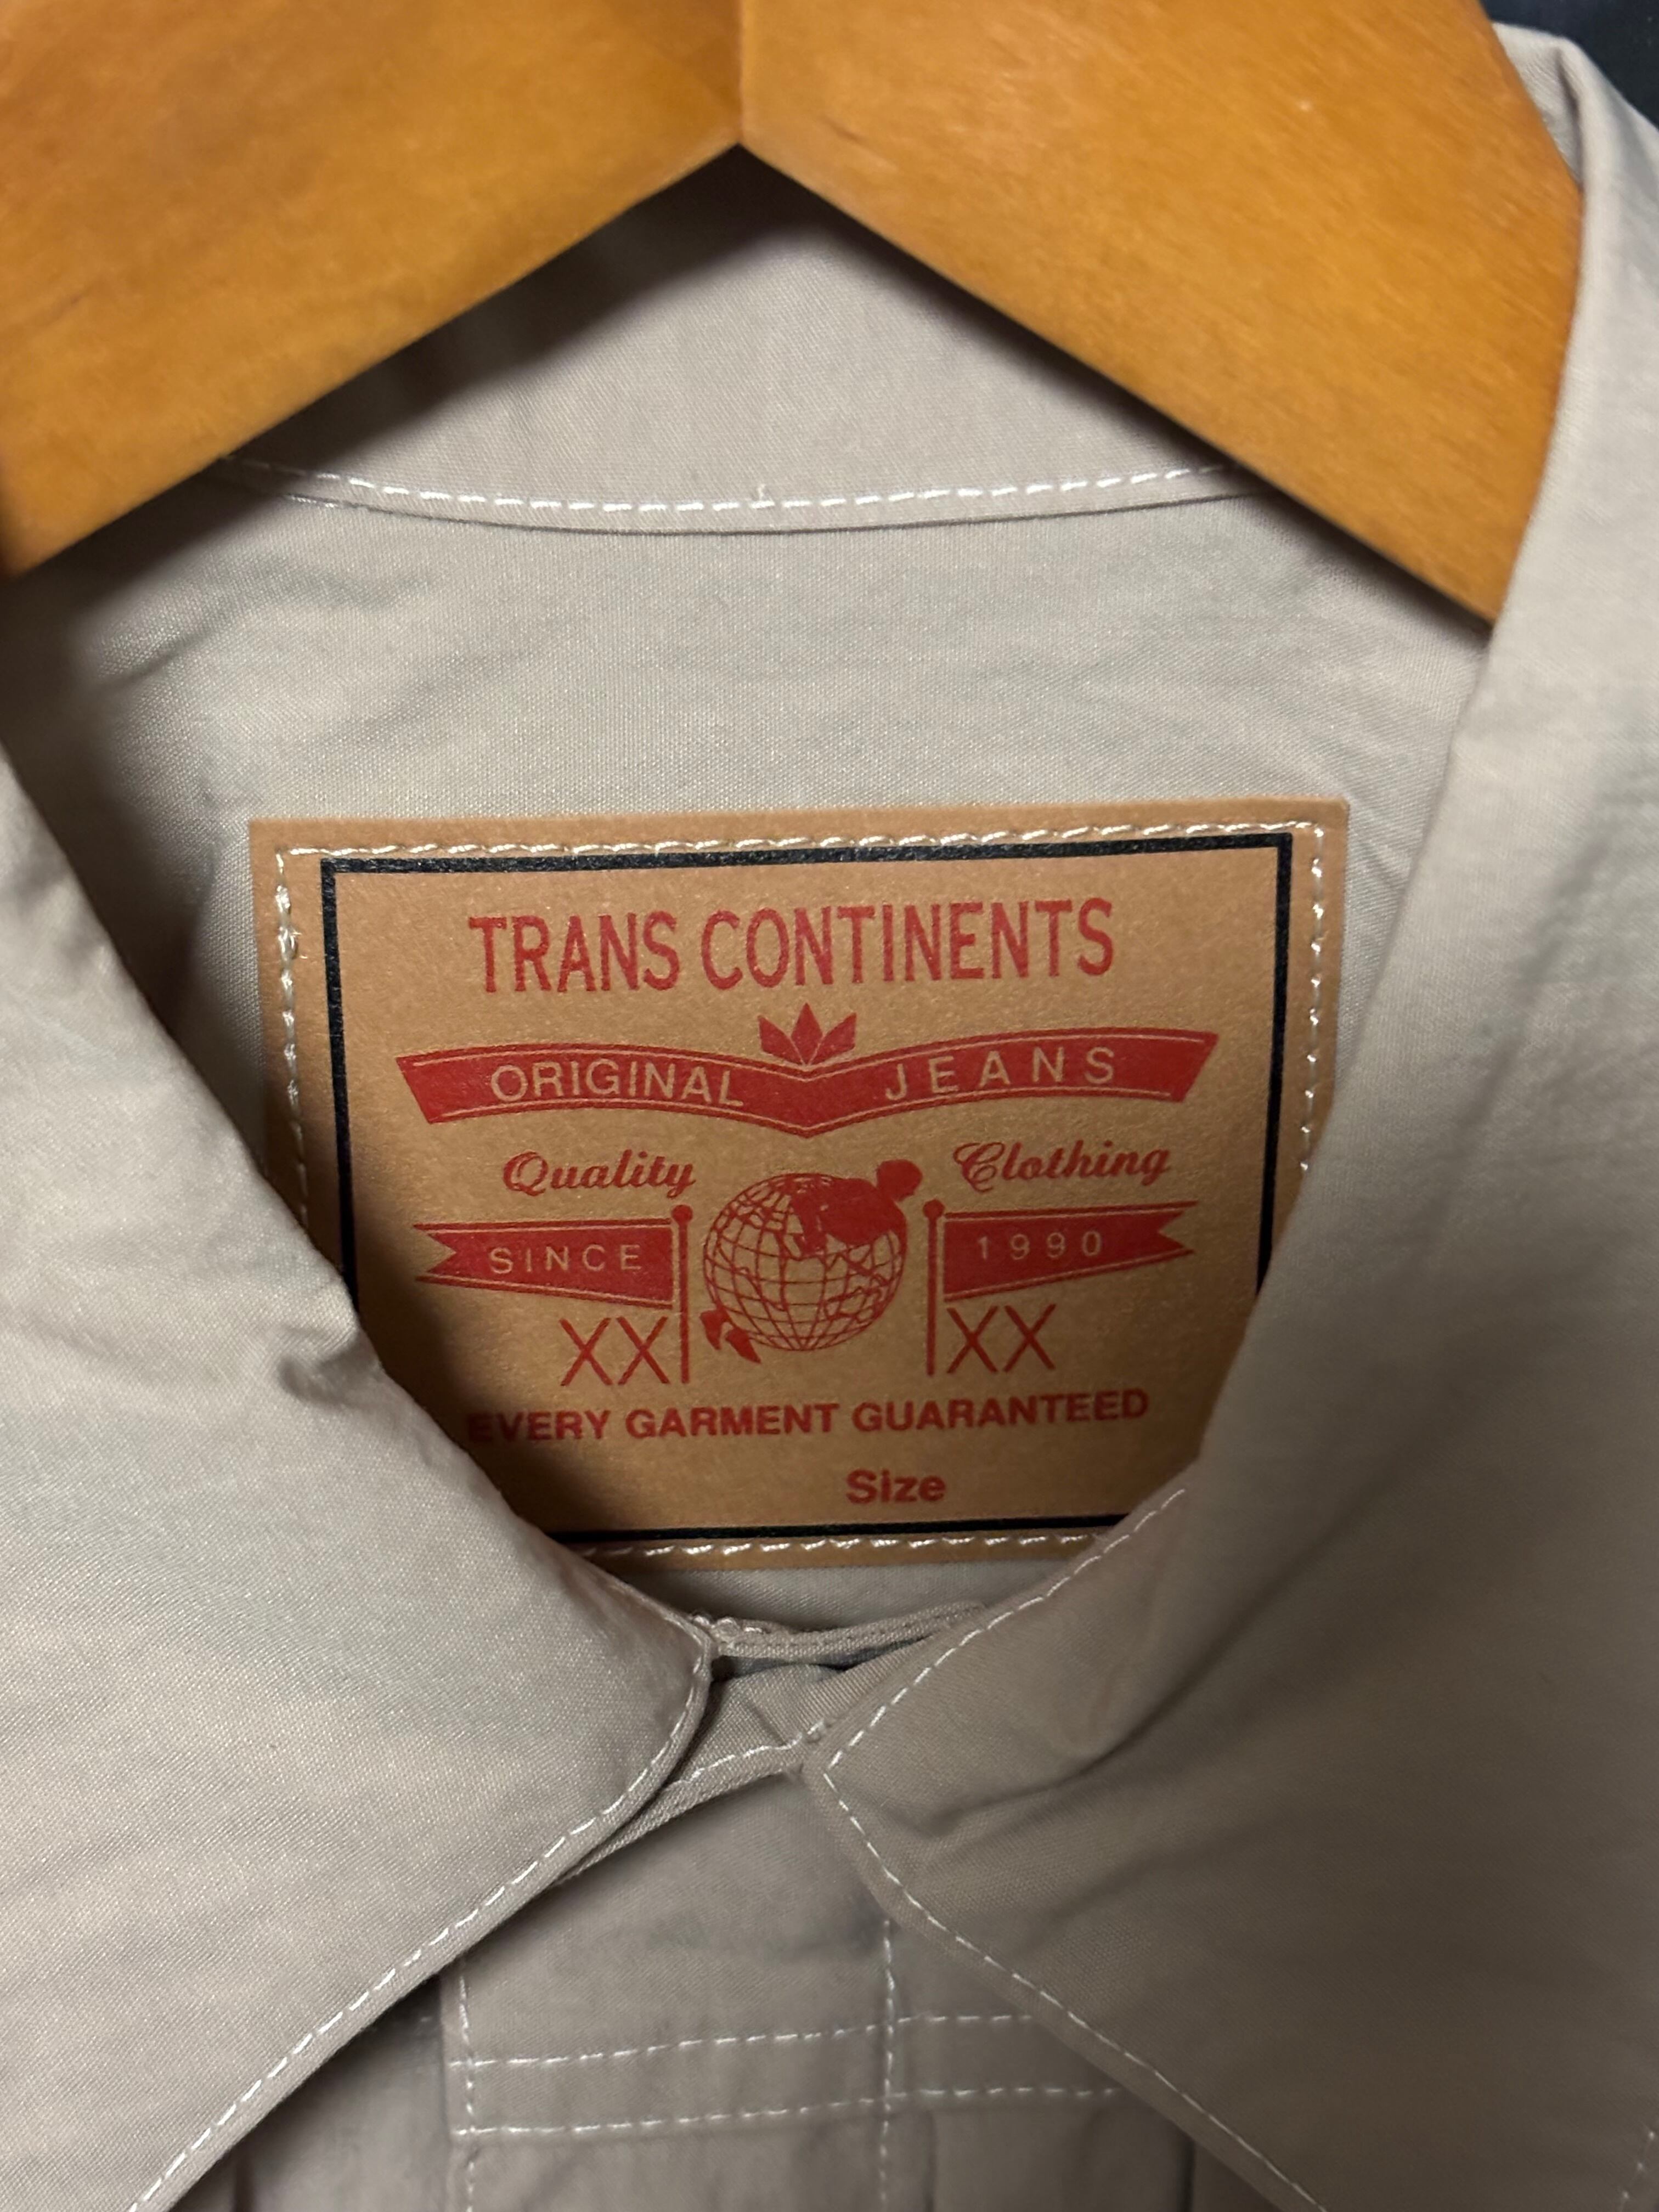 TRANS CONTINENTS
ORIGINAL JEANS
Quality Clothing
SINCE 1990
XX XX
EVERY GARMENT GUARANTEED
Size